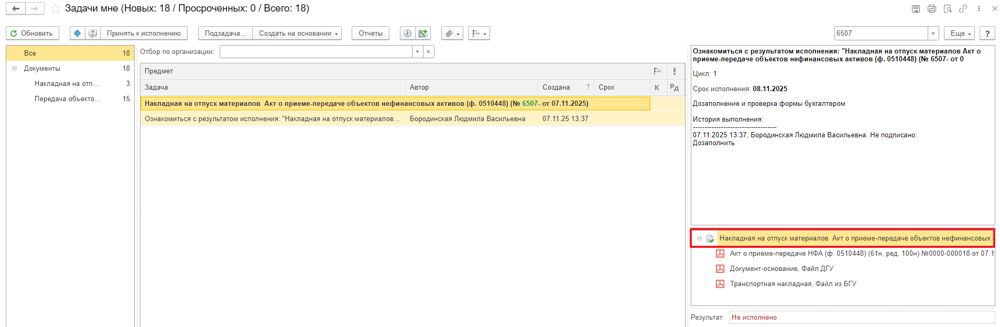 Задачи мне (Новых: 18 / Просроченных: 0 / Всего: 18)
Обновить
Принять к исполнению
Подзадача...
Создать на основании
Отчеты
6507
×
Еще
?
Все 18
Документы 18
Накладная на отп... 3
Передача объекто... 15
Отбор по организации:
×
Предмет
!
Задача Автор Создана ↑ Срок К Рд
Накладная на отпуск материалов Акт о приеме-передаче объектов нефинансовых активов (ф. 0510448) (№ 6507- от 07.11.2025)
Ознакомиться с результатом исполнения: "Накладная на отпуск материалов... Бородинская Людмила Васильевна 07.11.25 13:37
Ознакомиться с результатом исполнения: "Накладная на отпуск материалов Акт о
приеме-передаче объектов нефинансовых активов (ф. 0510448) (№ 6507- от 0
Цикл: 1
Срок исполнения: 08.11.2025
Дозаполнение и проверка формы бухгалтером
История выполнения:
------------------------------------
07.11.2025 13:37, Бородинская Людмила Васильевна. Не подписано:
Дозаполнить
Накладная на отпуск материалов Акт о приеме-передаче объектов нефинансовых
Акт о приеме-передаче НФА (ф. 0510448) (61н, ред. 100н) №0000-000018 от 07.1
Документ-основание, Файл ДГУ
Транспортная накладная, Файл из БГУ
Результат: Не исполнено